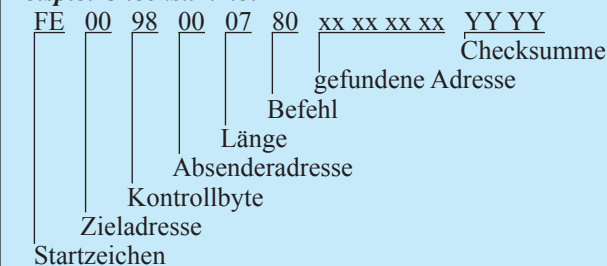 FE 00 98 00 07 80 xx xx xx xx YY YY
Checksumme
gefundene Adresse
Befehl
Länge
Absenderadresse
Kontrollbyte
Zieladresse
Startzeichen